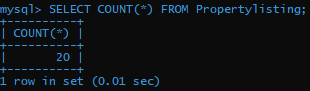 mysql> SELECT COUNT(*) FROM Propertylisting;
+----------+
| COUNT(*) |
+----------+
|       20 |
+----------+
1 row in set (0.01 sec)